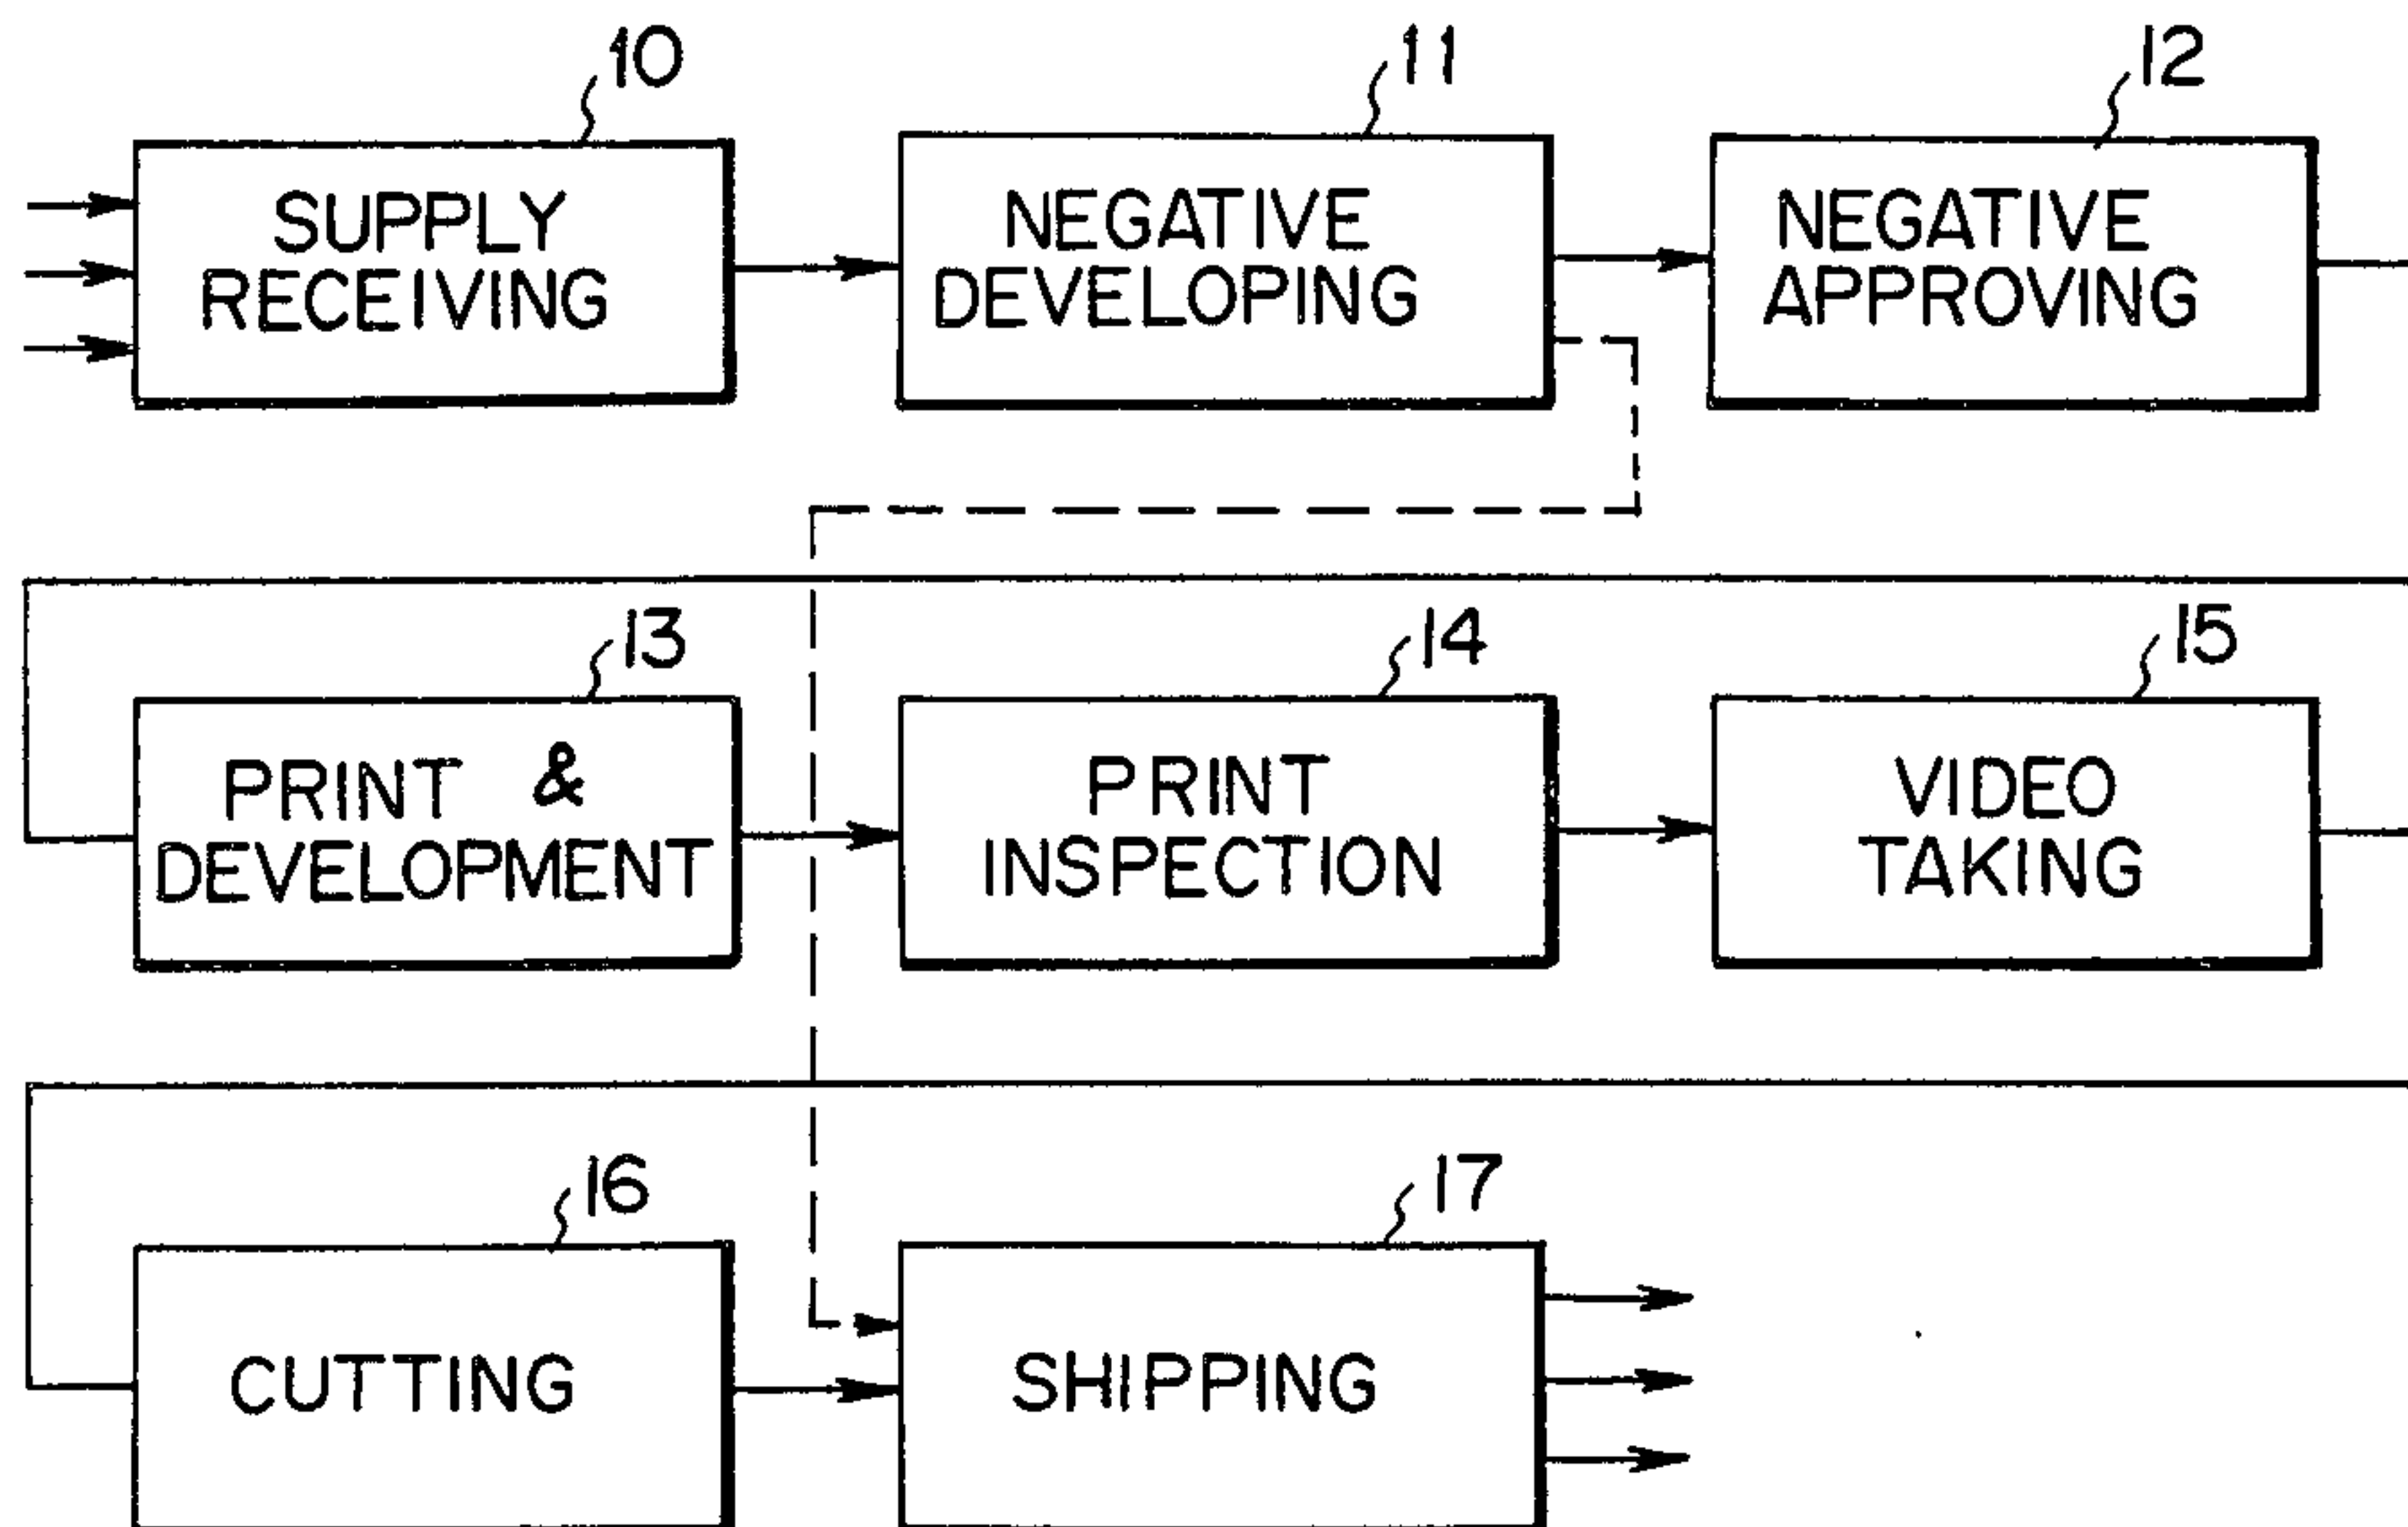 10
11
12
SUPPLY
RECEIVING
NEGATIVE
DEVELOPING
NEGATIVE
APPROVING
13
14
15
PRINT &
DEVELOPMENT
PRINT
INSPECTION
VIDEO
TAKING
16
17
CUTTING
SHIPPING